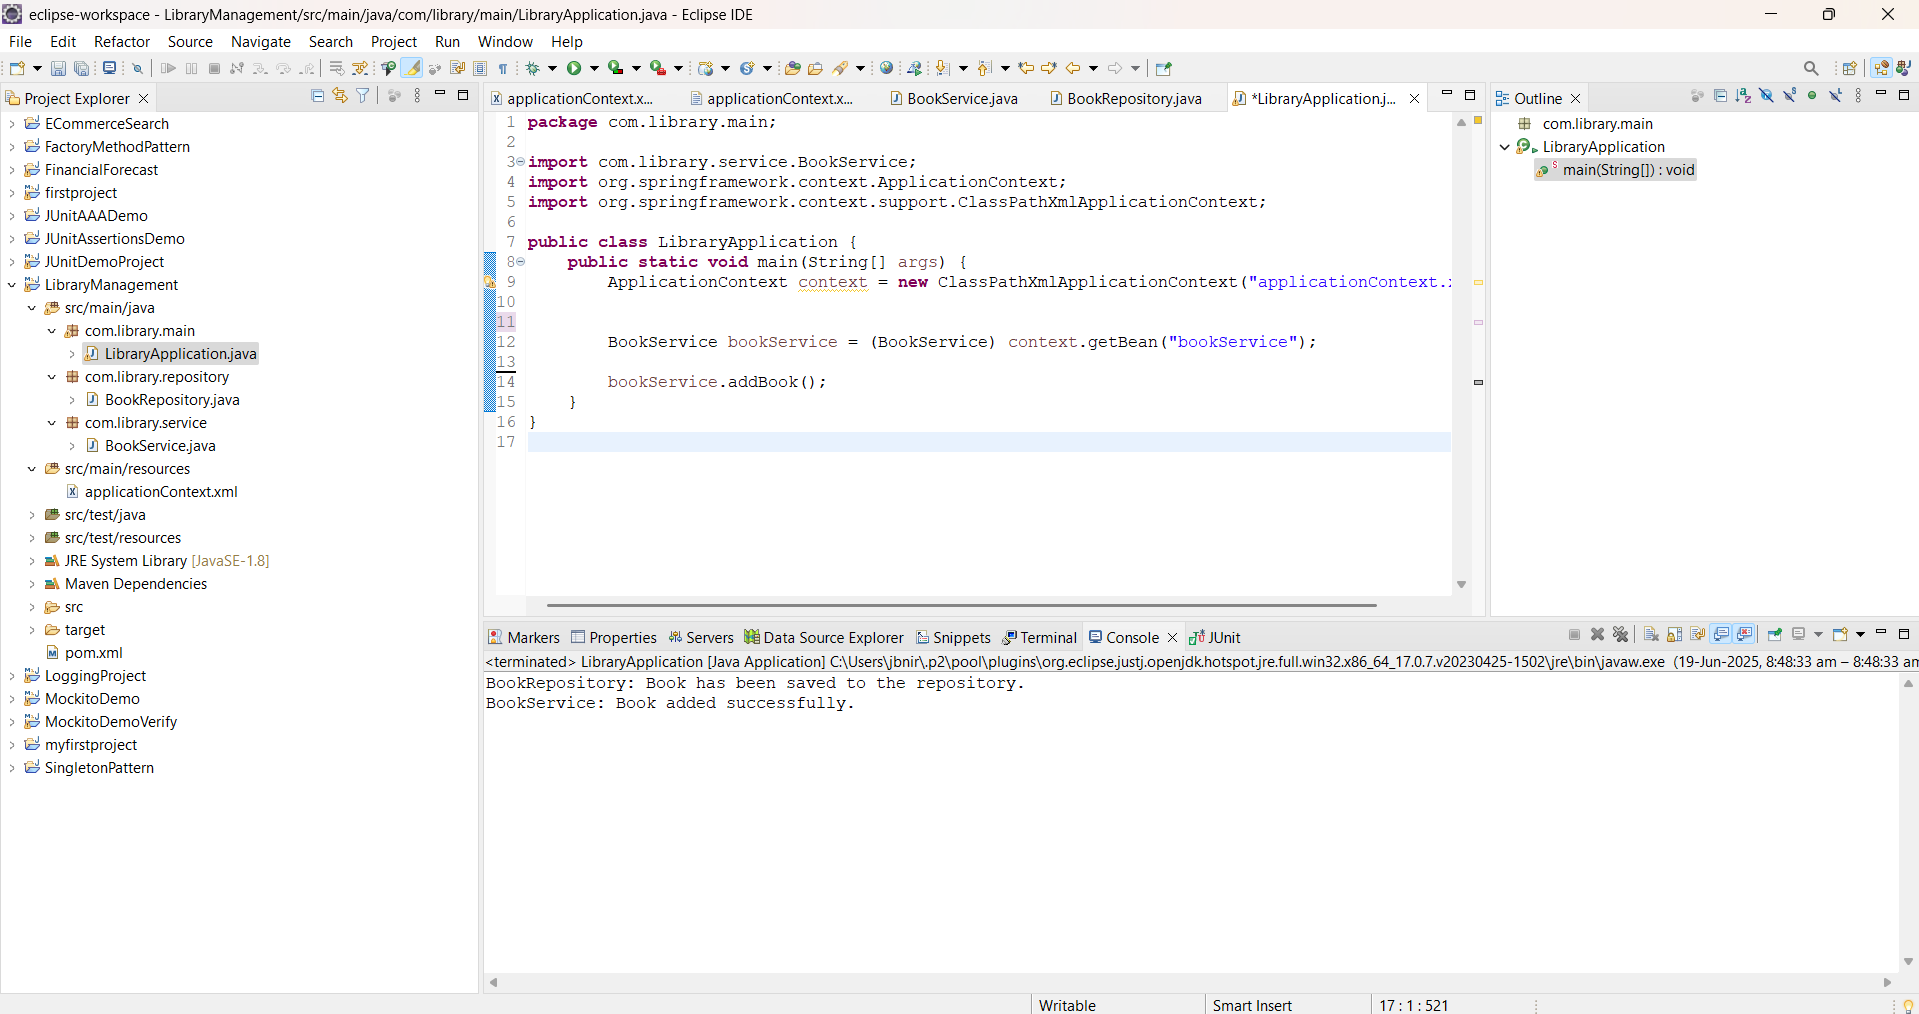 eclipse-workspace - LibraryManagement/src/main/java/com/library/main/LibraryApplication.java - Eclipse IDE
File Edit Refactor Source Navigate Search Project Run Window Help
Project Explorer
ECommerceSearch
FactoryMethodPattern
FinancialForecast
firstproject
JUnitAAADemo
JUnitAssertionsDemo
JUnitDemoProject
LibraryManagement
src/main/java
com.library.main
LibraryApplication.java
com.library.repository
BookRepository.java
com.library.service
BookService.java
src/main/resources
applicationContext.xml
src/test/java
src/test/resources
JRE System Library [JavaSE-1.8]
Maven Dependencies
src
target
pom.xml
LoggingProject
MockitoDemo
MockitoDemoVerify
myfirstproject
SingletonPattern
applicationContext.x... applicationContext.x... BookService.java BookRepository.java *LibraryApplication.j...
1 package com.library.main;
2
3 import com.library.service.BookService;
4 import org.springframework.context.ApplicationContext;
5 import org.springframework.context.support.ClassPathXmlApplicationContext;
6
7 public class LibraryApplication {
8 public static void main(String[] args) {
9 ApplicationContext context = new ClassPathXmlApplicationContext("applicationContext.
10
11
12 BookService bookService = (BookService) context.getBean("bookService");
13
14 bookService.addBook();
15 }
16 }
17
Outline
com.library.main
LibraryApplication
main(String[]) : void
Markers Properties Servers Data Source Explorer Snippets Terminal Console JUnit
<terminated> LibraryApplication [Java Application] C:\Users\jbnir\.p2\pool\plugins\org.eclipse.justj.openjdk.hotspot.jre.full.win32.x86_64_17.0.7.v20230425-1502\jre\bin\javaw.exe (19-Jun-2025, 8:48:33 am – 8:48:33 am
BookRepository: Book has been saved to the repository.
BookService: Book added successfully.
Writable Smart Insert 17 : 1 : 521